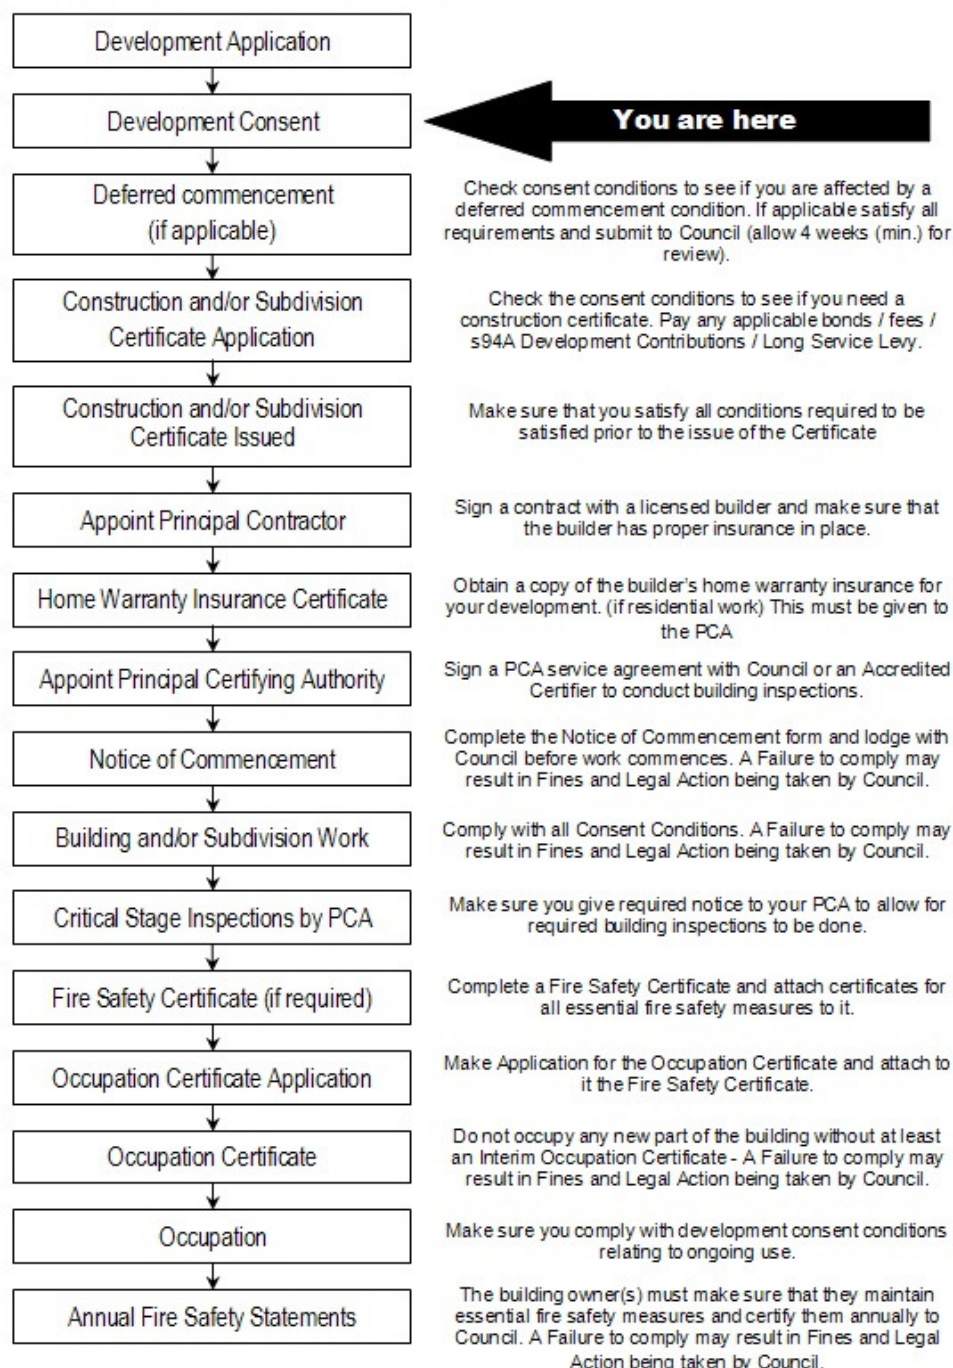 Development Application
Development Consent
You are here
Deferred commencement
(if applicable)
Check consent conditions to see if you are affected by a
deferred commencement condition. If applicable satisfy all
requirements and submit to Council (allow 4 weeks (min.) for
review).
Construction and/or Subdivision
Certificate Application
Check the consent conditions to see if you need a
construction certificate. Pay any applicable bonds / fees /
s94A Development Contributions / Long Service Levy.
Construction and/or Subdivision
Certificate Issued
Make sure that you satisfy all conditions required to be
satisfied prior to the issue of the Certificate
Appoint Principal Contractor
Sign a contract with a licensed builder and make sure that
the builder has proper insurance in place.
Home Warranty Insurance Certificate
Obtain a copy of the builder's home warranty insurance for
your development. (if residential work) This must be given to
the PCA
Appoint Principal Certifying Authority
Sign a PCA service agreement with Council or an Accredited
Certifier to conduct building inspections.
Notice of Commencement
Complete the Notice of Commencement form and lodge with
Council before work commences. A Failure to comply may
result in Fines and Legal Action being taken by Council.
Building and/or Subdivision Work
Comply with all Consent Conditions. A Failure to comply may
result in Fines and Legal Action being taken by Council.
Critical Stage Inspections by PCA
Make sure you give required notice to your PCA to allow for
required building inspections to be done.
Fire Safety Certificate (if required)
Complete a Fire Safety Certificate and attach certificates for
all essential fire safety measures to it.
Occupation Certificate Application
Make Application for the Occupation Certificate and attach to
it the Fire Safety Certificate.
Occupation Certificate
Do not occupy any new part of the building without at least
an Interim Occupation Certificate - A Failure to comply may
result in Fines and Legal Action being taken by Council.
Occupation
Make sure you comply with development consent conditions
relating to ongoing use.
Annual Fire Safety Statements
The building owner(s) must make sure that they maintain
essential fire safety measures and certify them annually to
Council. A Failure to comply may result in Fines and Legal
Action being taken by Council.